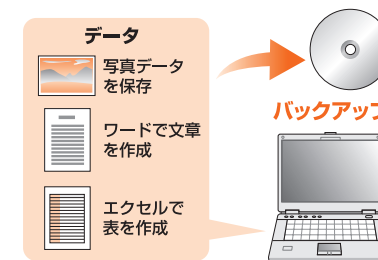 データ
写真データ
を保存
バックアップ
ワードで文章
を作成
エクセルで
表を作成